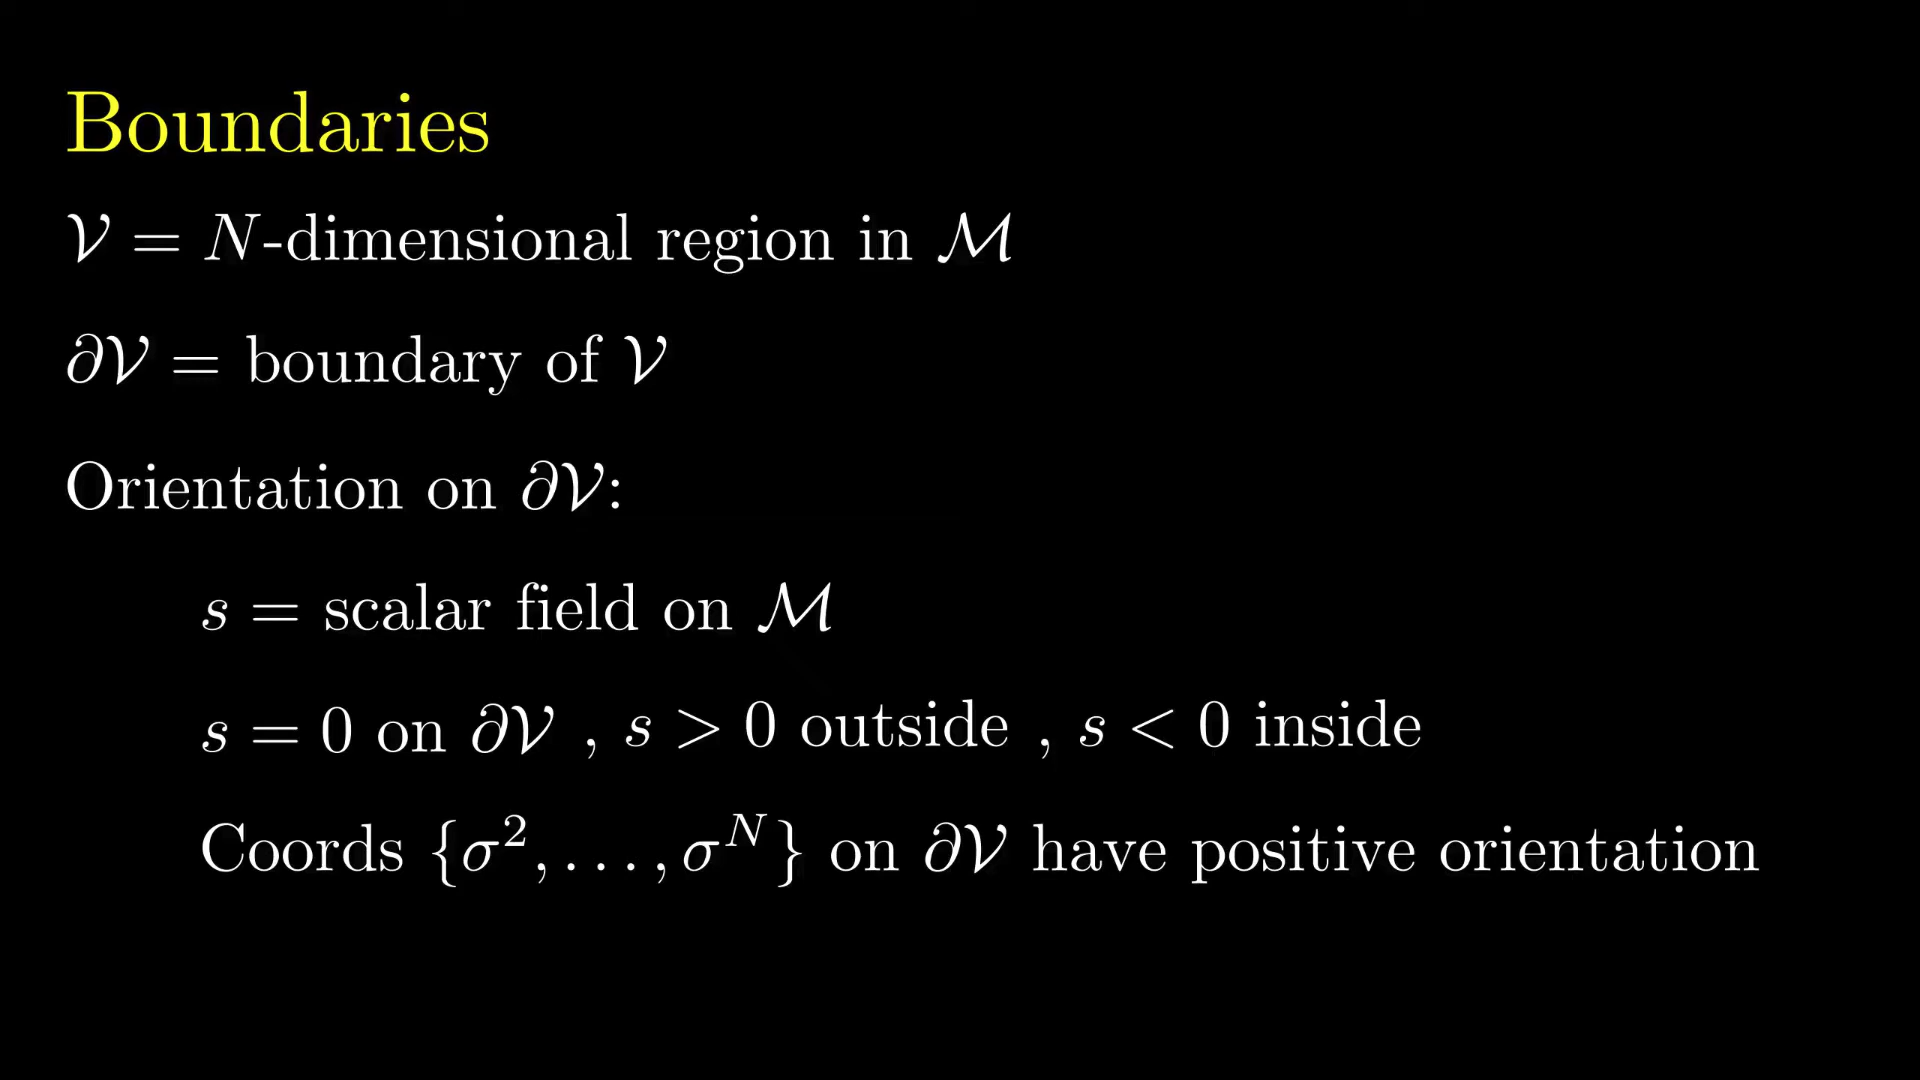 Boundaries
𝒱 = N-dimensional region in ℳ
∂𝒱 = boundary of 𝒱
Orientation on ∂𝒱:
s = scalar field on ℳ
s = 0 on ∂𝒱 , s > 0 outside , s < 0 inside
Coords {σ², . . . , σᴺ} on ∂𝒱 have positive orientation